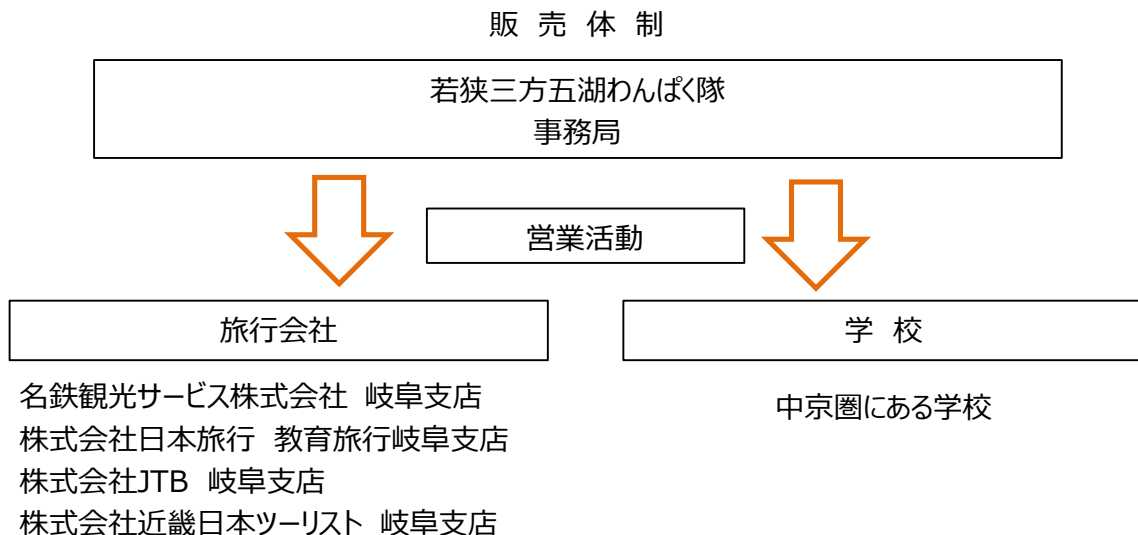 販 売 体 制
若狭三方五湖わんぱく隊
事務局
営業活動
旅行会社
名鉄観光サービス株式会社 岐阜支店
株式会社日本旅行 教育旅行岐阜支店
株式会社JTB 岐阜支店
株式会社近畿日本ツーリスト 岐阜支店
学 校
中京圏にある学校